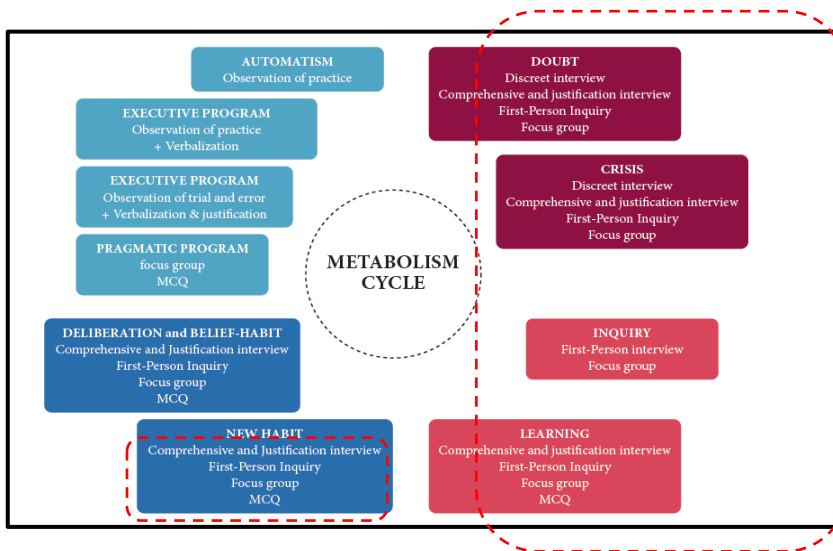 AUTOMATISM
Observation of practice
EXECUTIVE PROGRAM
Observation of practice
+ Verbalization
EXECUTIVE PROGRAM
Observation of trial and error
+ Verbalization & justification
PRAGMATIC PROGRAM
focus group
MCQ
DELIBERATION and BELIEF-HABIT
Comprehensive and Justification interview
First-Person Inquiry
Focus group
MCQ
NEW HABIT
Comprehensive and Justification interview
First-Person Inquiry
Focus group
MCQ
METABOLISM
CYCLE
DOUBT
Discreet interview
Comprehensive and justification interview
First-Person Inquiry
Focus group
CRISIS
Discreet interview
Comprehensive and justification interview
First-Person Inquiry
Focus group
INQUIRY
First-Person interview
Focus group
LEARNING
Comprehensive and justification interview
First-Person Inquiry
Focus group
MCQ